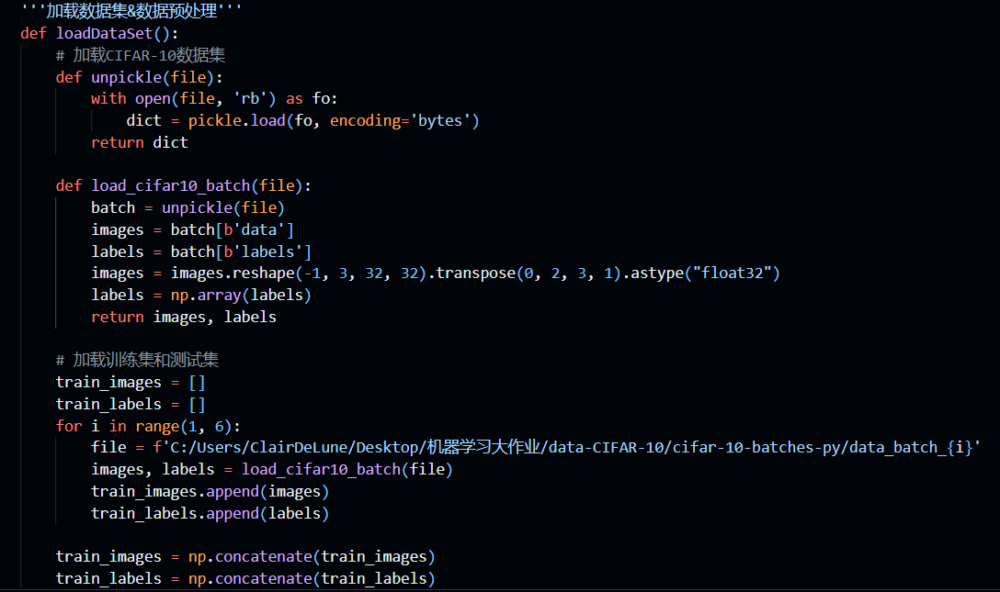 '''加载数据集&数据预处理'''
def loadDataSet():
    # 加载CIFAR-10数据集
    def unpickle(file):
        with open(file, 'rb') as fo:
            dict = pickle.load(fo, encoding='bytes')
        return dict

    def load_cifar10_batch(file):
        batch = unpickle(file)
        images = batch[b'data']
        labels = batch[b'labels']
        images = images.reshape(-1, 3, 32, 32).transpose(0, 2, 3, 1).astype("float32")
        labels = np.array(labels)
        return images, labels

    # 加载训练集和测试集
    train_images = []
    train_labels = []
    for i in range(1, 6):
        file = f'C:/Users/ClairDeLune/Desktop/机器学习大作业/data-CIFAR-10/cifar-10-batches-py/data_batch_{i}'
        images, labels = load_cifar10_batch(file)
        train_images.append(images)
        train_labels.append(labels)

    train_images = np.concatenate(train_images)
    train_labels = np.concatenate(train_labels)